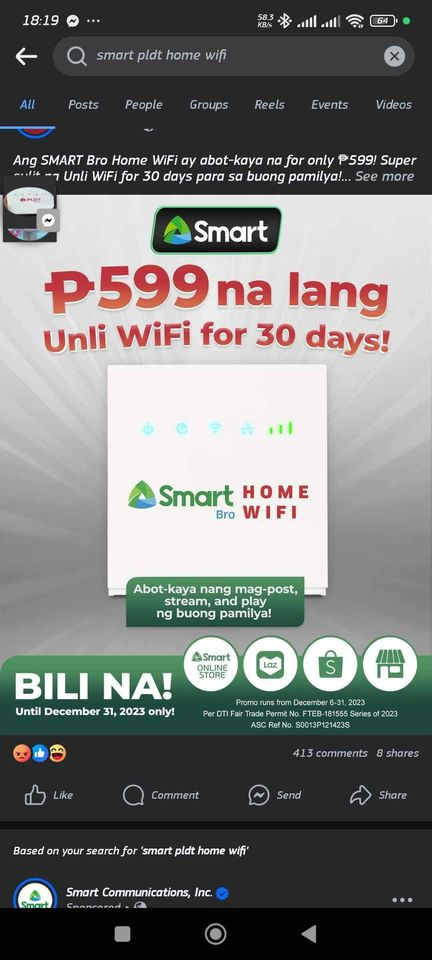 18:19
58.3
KB/s
64
smart pldt home wifi
All Posts People Groups Reels Events Videos
Ang SMART Bro Home WiFi ay abot-kaya na for only ₱599! Super
sulit na Unli WiFi for 30 days para sa buong pamilya!... See more
PLDT
Smart
₱599 na lang
Unli WiFi for 30 days!
Smart Bro HOME WIFI
Abot-kaya nang mag-post,
stream, and play
ng buong pamilya!
BILI NA!
Until December 31, 2023 only!
Smart
ONLINE
STORE
Laz
S
Promo runs from December 6-31, 2023
Per DTI Fair Trade Permit No. FTEB-181555 Series of 2023
ASC Ref No. S0013P121423S
413 comments 8 shares
Like Comment Send Share
Based on your search for 'smart pldt home wifi'
Smart Communications, Inc.
Smart
Sponsored